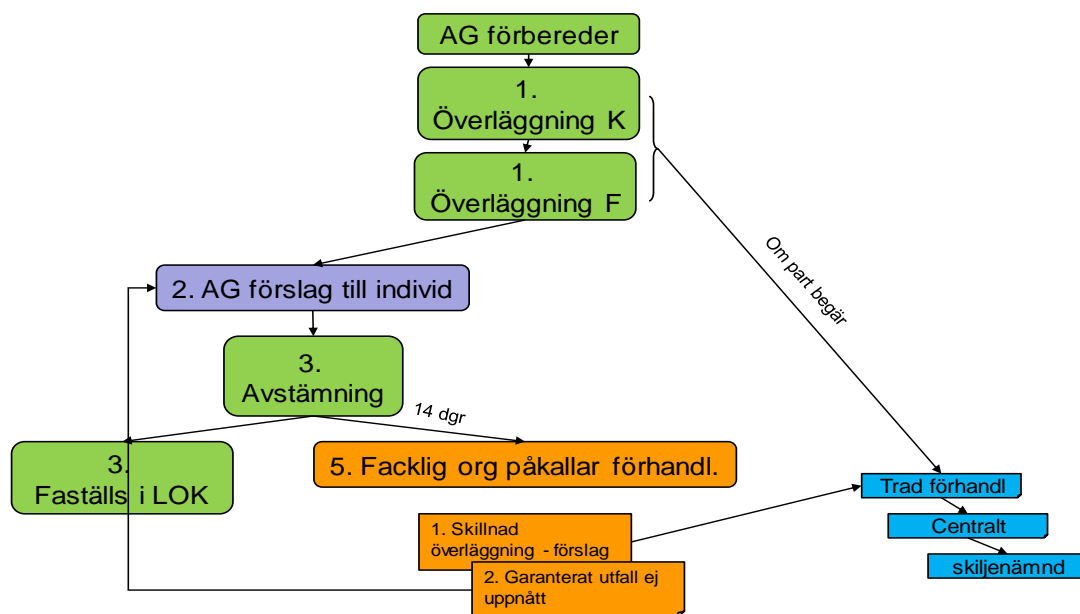 AG förbereder
1.
Överläggning K
1.
Överläggning F
Om part begär
2. AG förslag till individ
3.
Avstämning
14 dgr
3.
Faställs i LOK
5. Facklig org påkallar förhandl.
Trad förhandl
Centralt
skiljenämnd
1. Skillnad
överläggning - förslag
2. Garanterat utfall ej
uppnått